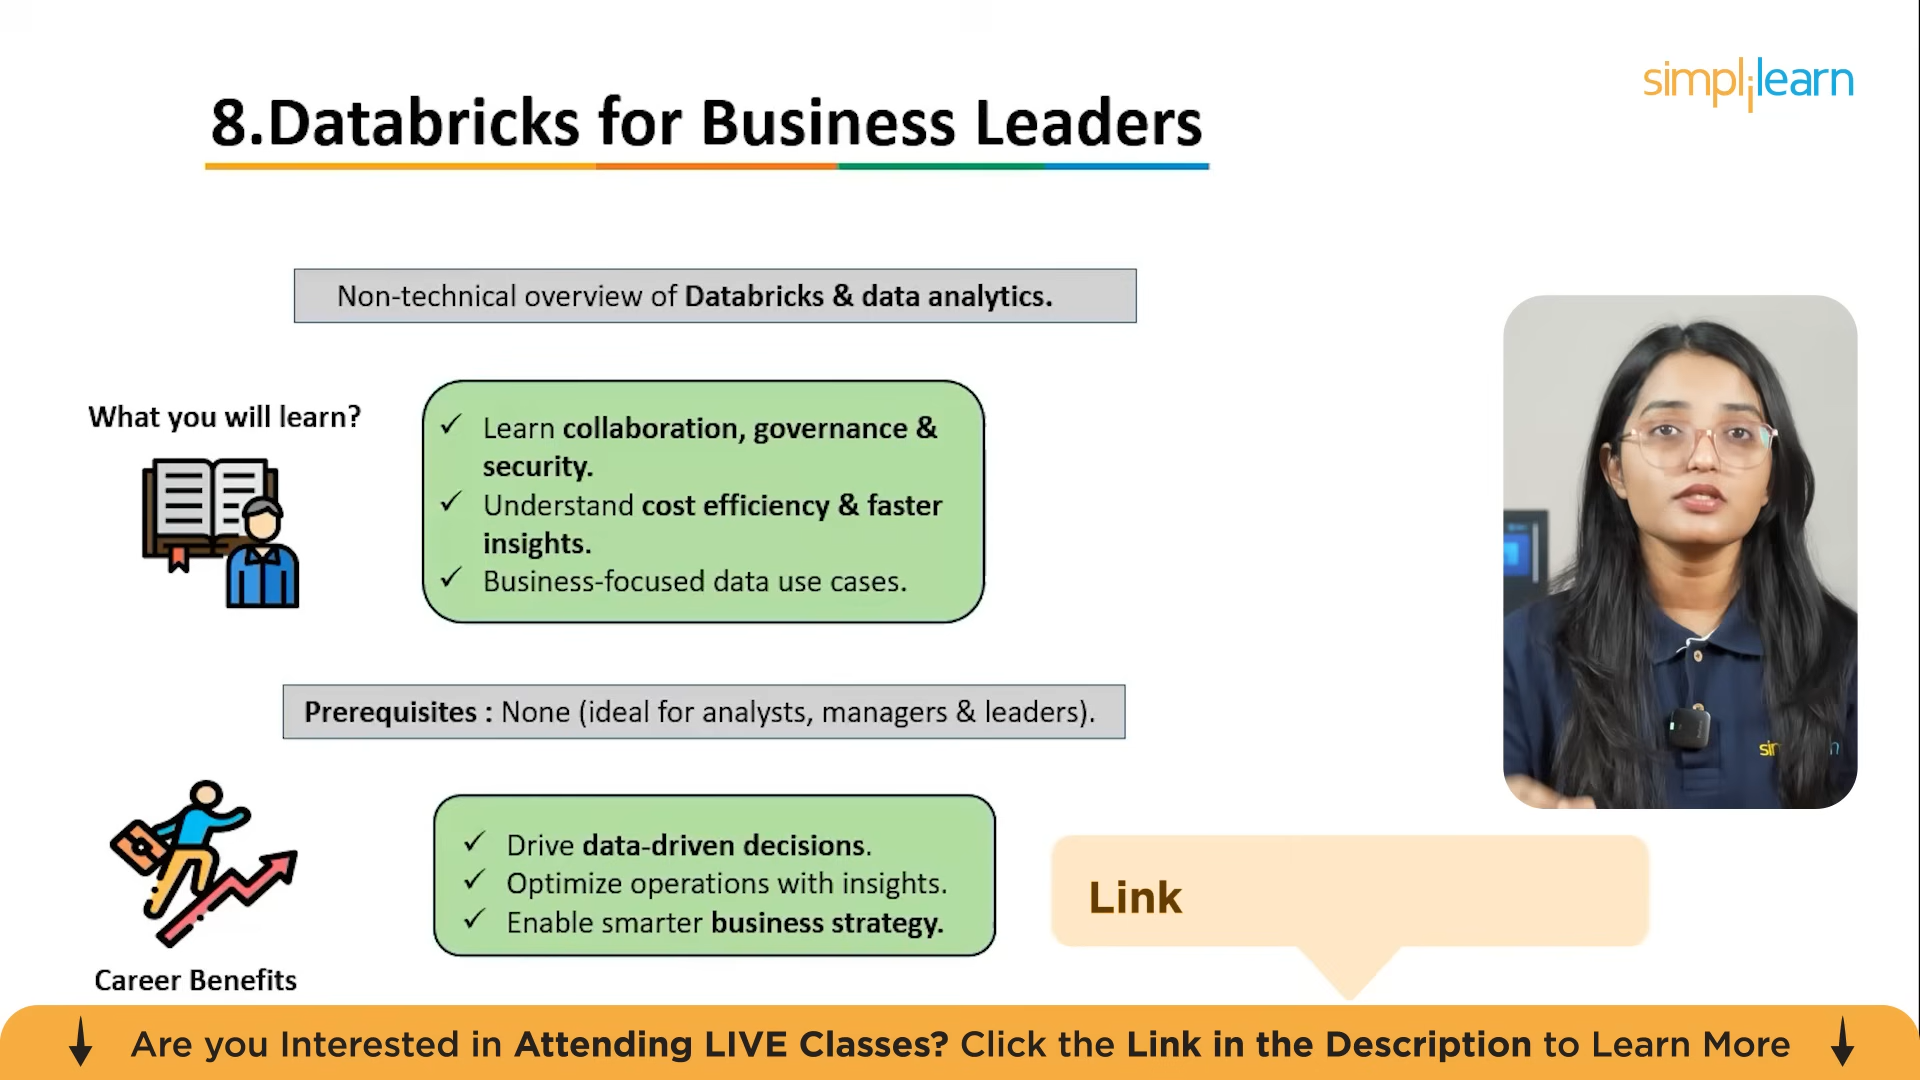 simplilearn
8.Databricks for Business Leaders
Non-technical overview of Databricks & data analytics.
What you will learn?
✓ Learn collaboration, governance &
security.
✓ Understand cost efficiency & faster
insights.
✓ Business-focused data use cases.
Prerequisites : None (ideal for analysts, managers & leaders).
✓ Drive data-driven decisions.
✓ Optimize operations with insights.
✓ Enable smarter business strategy.
Career Benefits
Link
Are you Interested in Attending LIVE Classes? Click the Link in the Description to Learn More